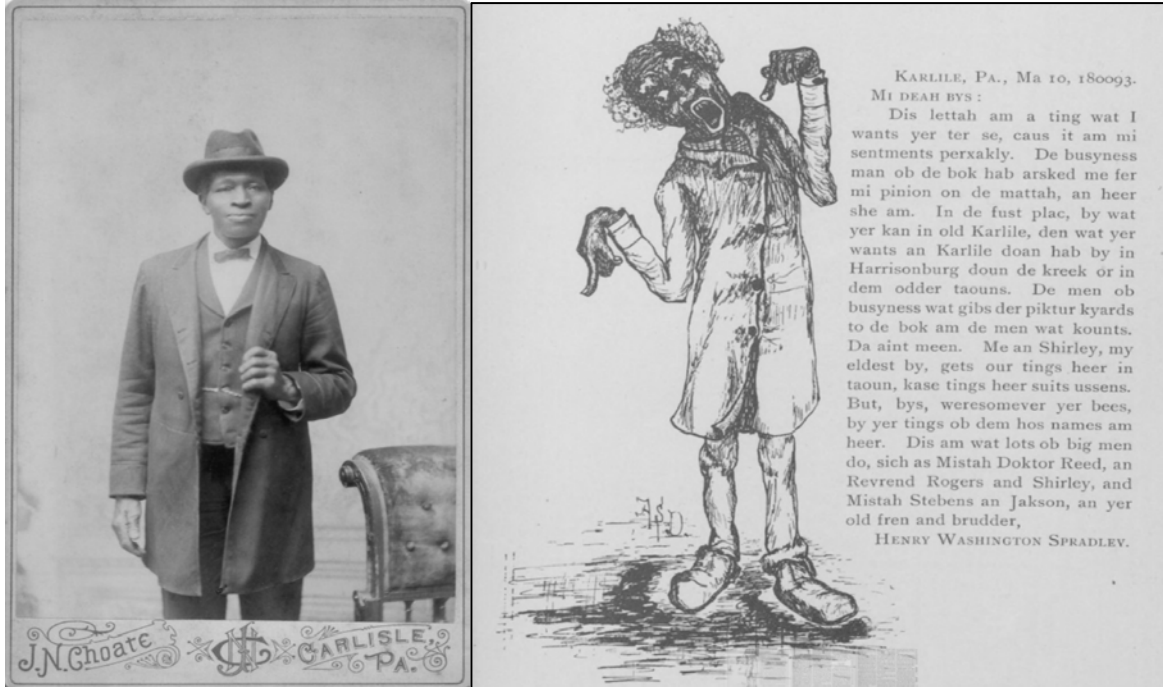 J.N. Choate
CARLISLE, PA.
KARLILE, PA., MA 10, 180093.
MI DEAH BYS :
Dis lettah am a ting wat I
wants yer ter se, caus it am mi
sentments perxakly. De busyness
man ob de bok hab arsked me fer
mi pinion on de mattah, an heer
she am. In de fust plac, by wat
yer kan in old Karlile, den wat yer
wants an Karlile doan hab by in
Harrisonburg doun de kreek or in
dem odder taouns. De men ob
busyness wat gibs der piktur kyards
to de bok am de men wat kounts.
Da aint meen. Me an Shirley, my
eldest by, gets our tings heer in
taoun, kase tings heer suits ussens.
But, bys, weresomever yer bees,
by yer tings ob dem hos names am
heer. Dis am wat lots ob big men
do, sich as Mistah Doktor Reed, an
Revrend Rogers and Shirley, and
Mistah Stebens an Jakson, an yer
old fren and brudder,
HENRY WASHINGTON SPRADLEY.